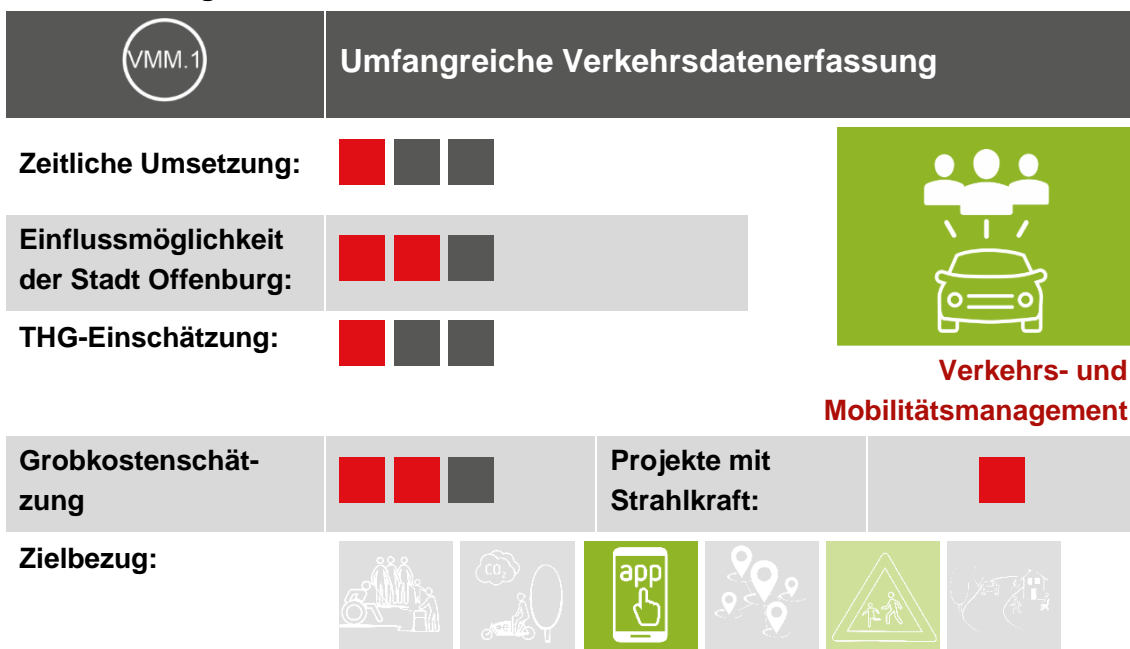 VMM.1
Umfangreiche Verkehrsdatenerfassung
Zeitliche Umsetzung:
Einflussmöglichkeit
der Stadt Offenburg:
THG-Einschätzung:
Verkehrs- und
Mobilitätsmanagement
Grobkostenschät-
zung
Projekte mit
Strahlkraft:
Zielbezug:
CO2
app